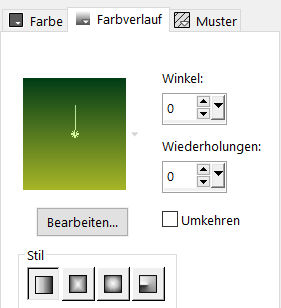 Farbe Farbverlauf Muster
Winkel:
0
Wiederholungen:
0
Bearbeiten...
Umkehren
Stil